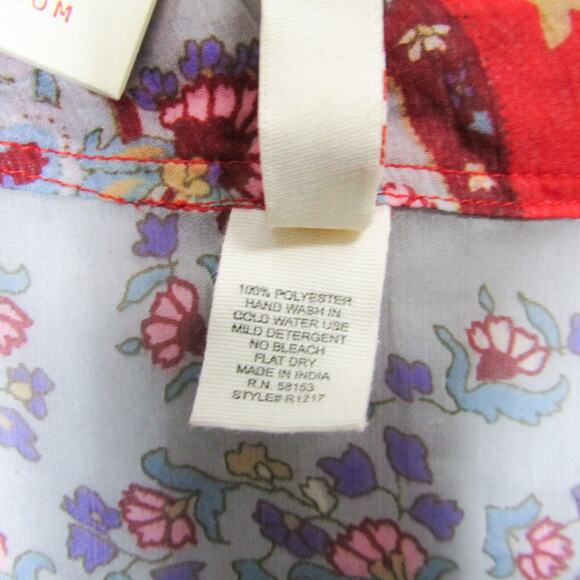 100% POLYESTER
HAND WASH IN
COLD WATER USE
MILD DETERGENT
NO BLEACH
FLAT DRY
MADE IN INDIA
R.N. 58163
STYLE# R1217